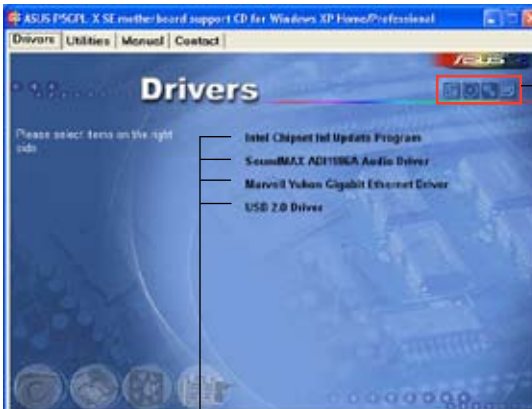 ASUS P5GPL-X SE motherboard support CD for Windows XP Home/Professional
Drivers Utilities Manual Contact
ASUS
Drivers
Please select items on the right side.
Intel Chipset Inf Update Program
SoundMAX ADI1986A Audio Driver
Marvell Yukon Gigabit Ethernet Driver
USB 2.0 Driver